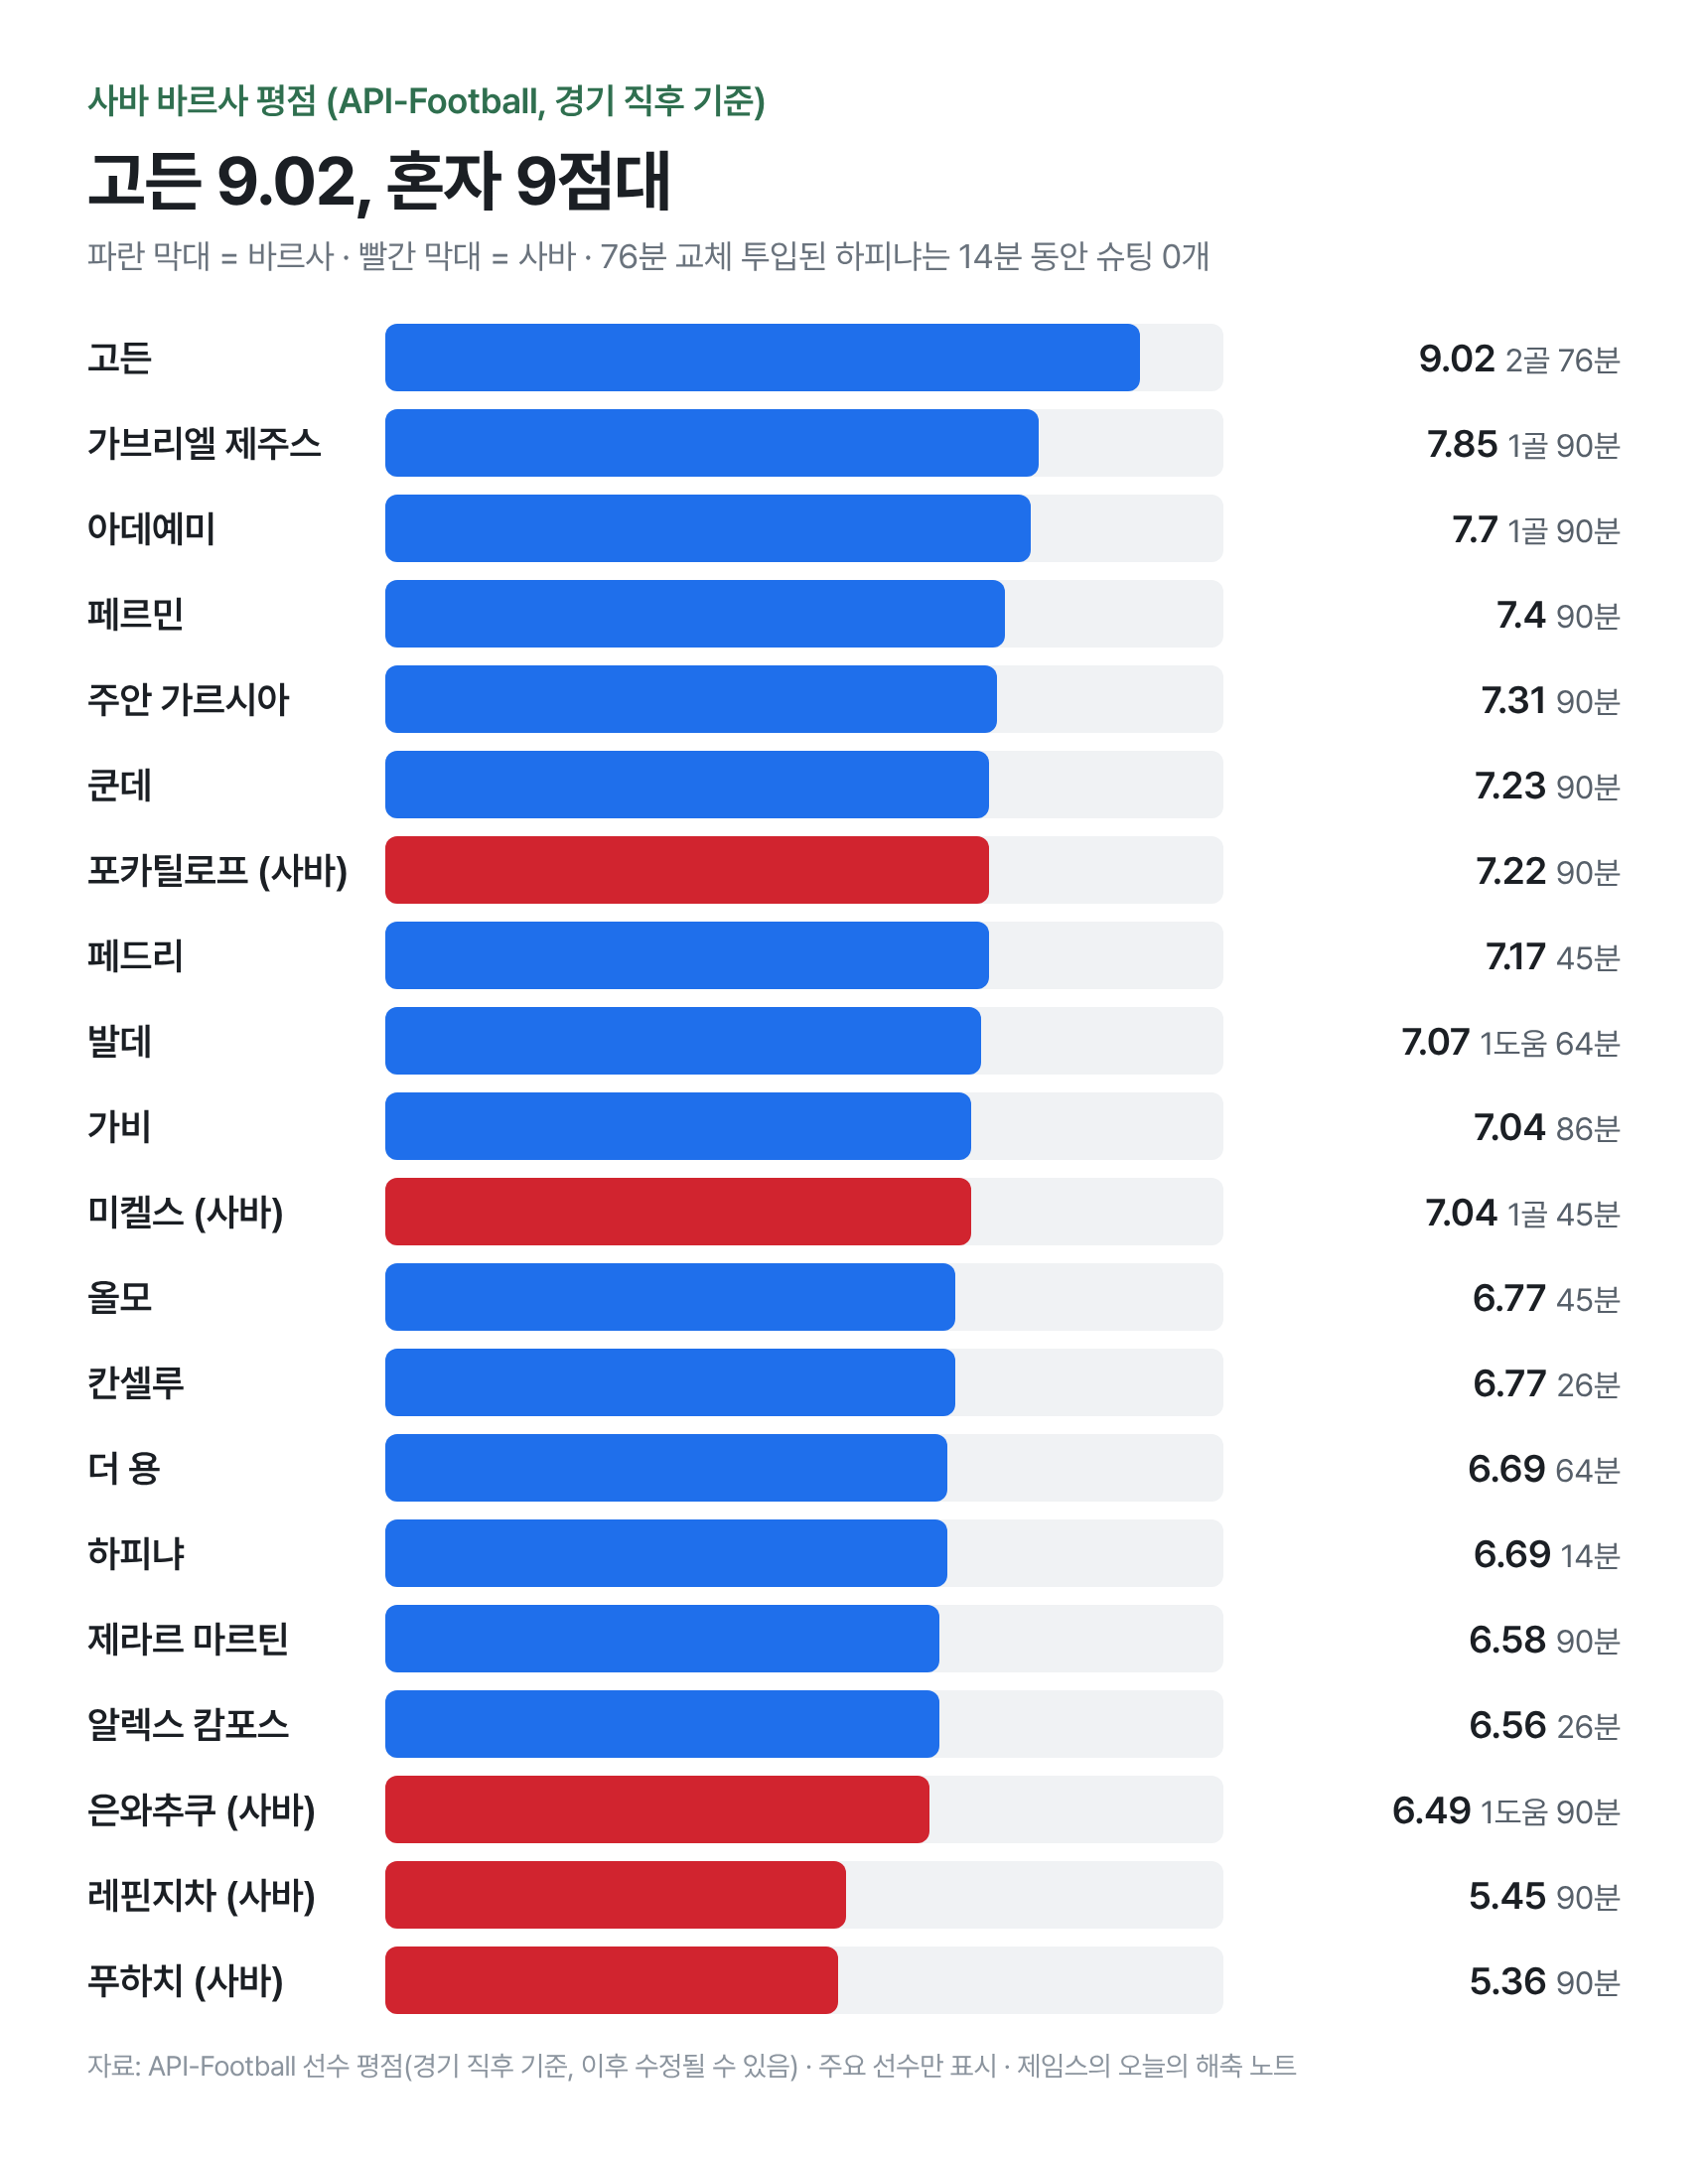 사바 바르사 평점 (API-Football, 경기 직후 기준)
고든 9.02, 혼자 9점대
파란 막대 = 바르사 · 빨간 막대 = 사바 · 76분 교체 투입된 하피냐는 14분 동안 슈팅 0개
고든 9.02 2골 76분
가브리엘 제주스 7.85 1골 90분
아데예미 7.7 1골 90분
페르민 7.4 90분
주안 가르시아 7.31 90분
쿤데 7.23 90분
포카틸로프 (사바) 7.22 90분
페드리 7.17 45분
발데 7.07 1도움 64분
가비 7.04 86분
미켈스 (사바) 7.04 1골 45분
올모 6.77 45분
칸셀루 6.77 26분
더 용 6.69 64분
하피냐 6.69 14분
제라르 마르틴 6.58 90분
알렉스 캄포스 6.56 26분
은와추쿠 (사바) 6.49 1도움 90분
레핀지차 (사바) 5.45 90분
푸하치 (사바) 5.36 90분
자료: API-Football 선수 평점(경기 직후 기준, 이후 수정될 수 있음) · 주요 선수만 표시 · 제임스의 오늘의 해축 노트